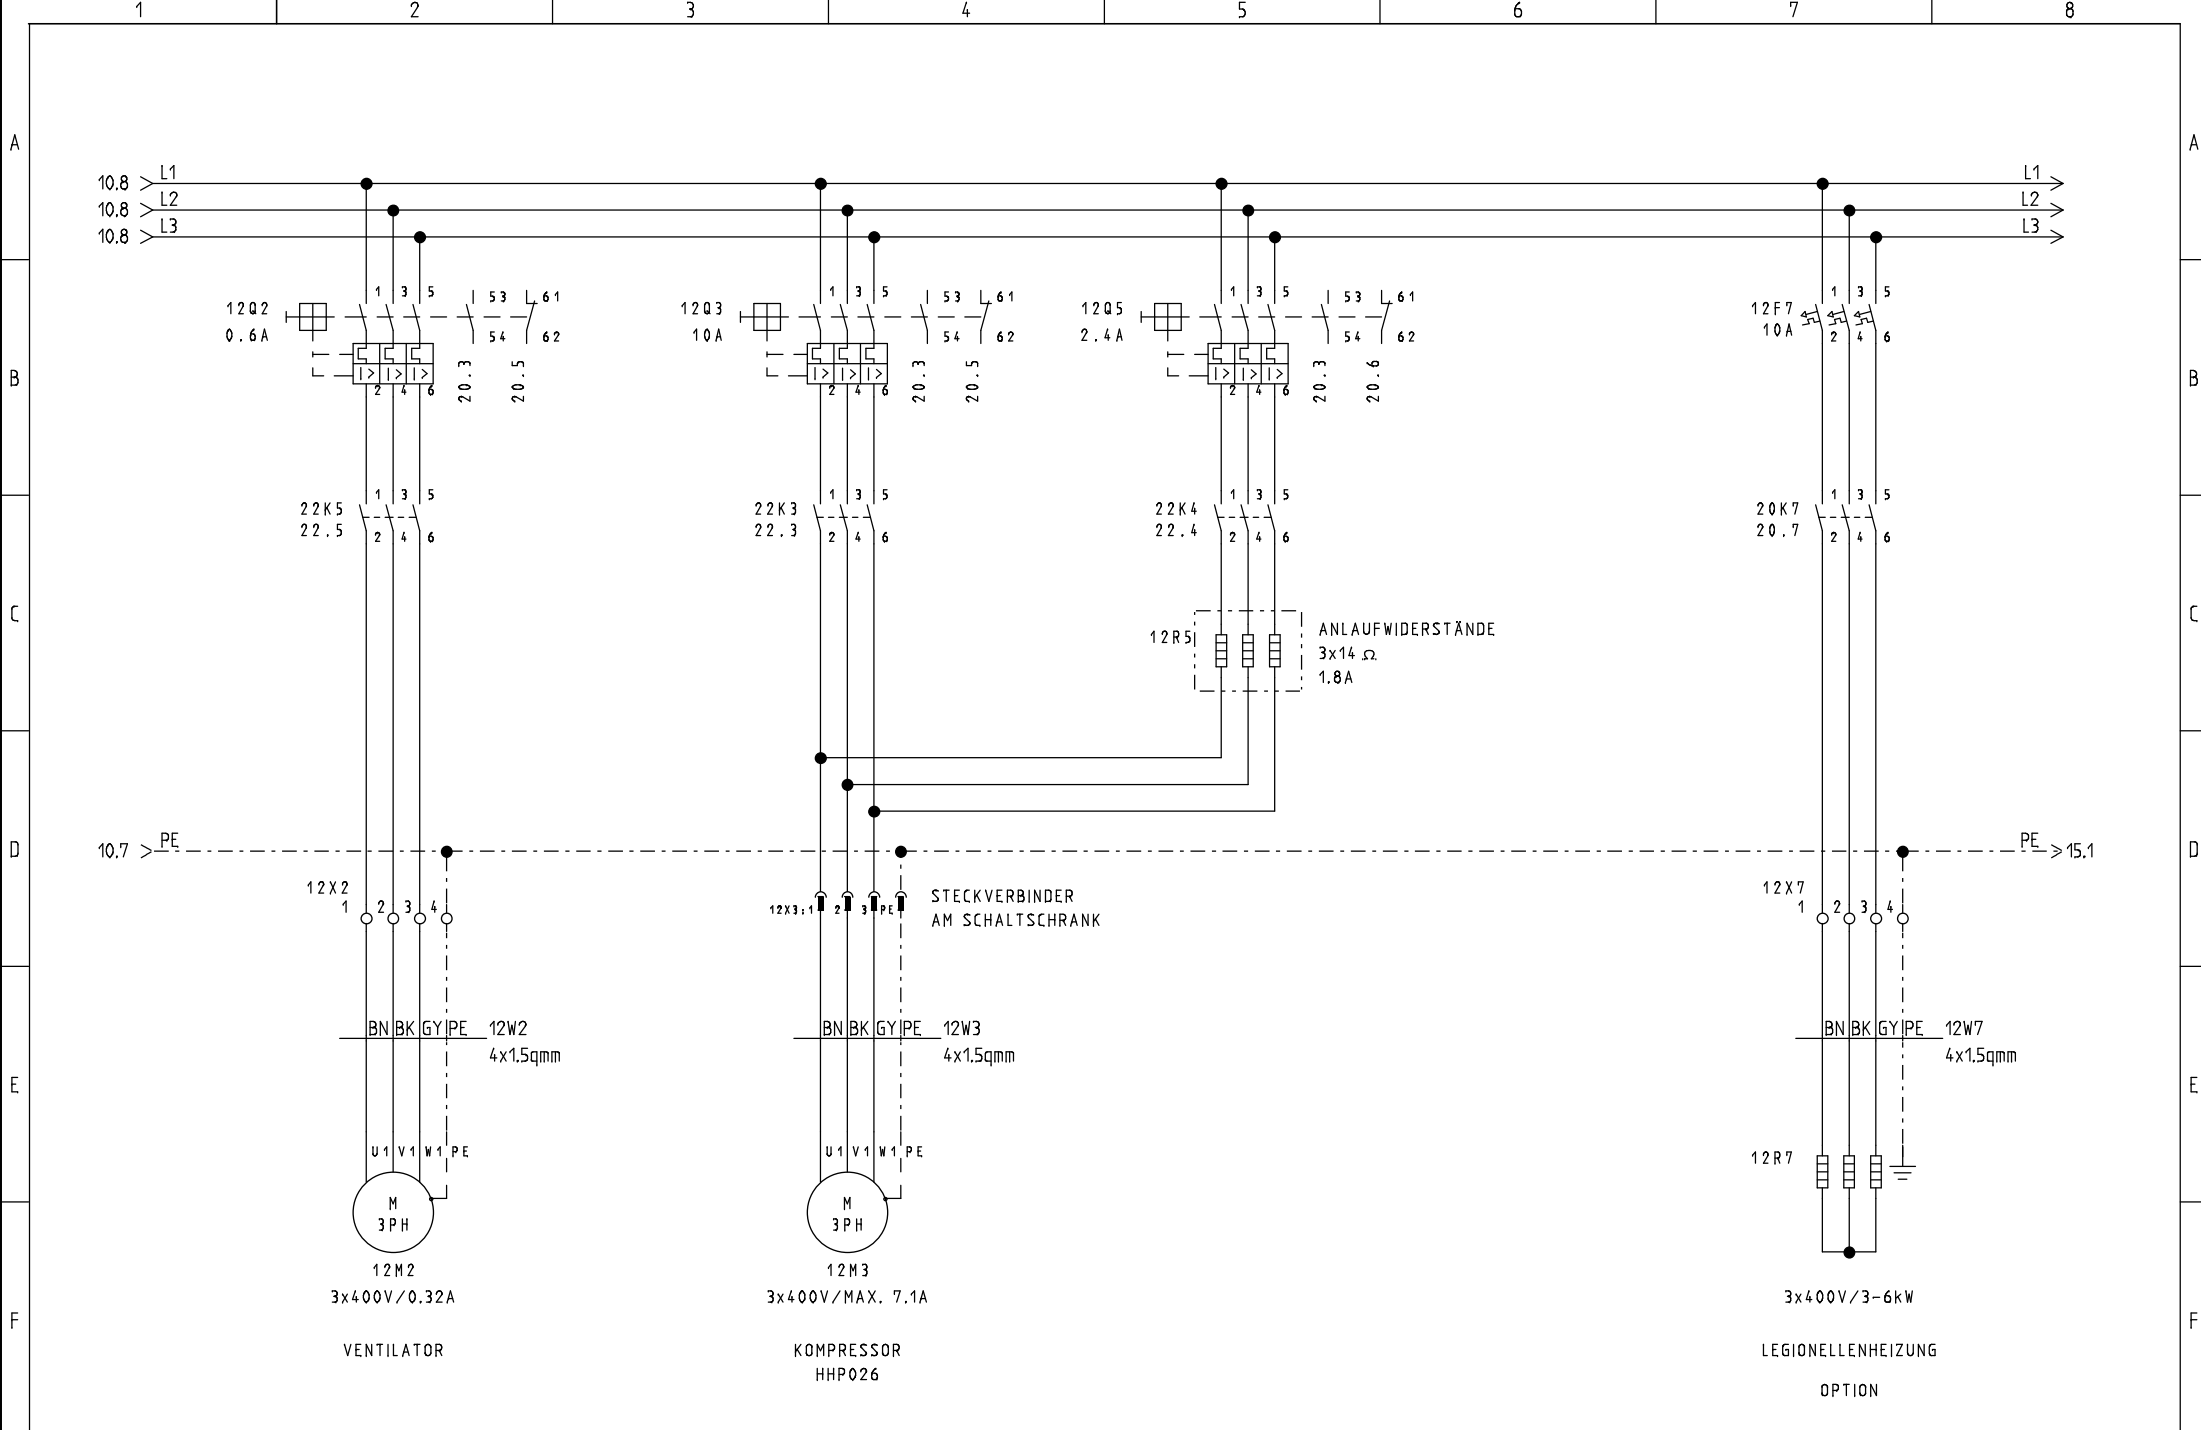 1 2 3 4 5 6 7 8
A A
10.8 L1 L1
10.8 L2 L2
10.8 L3 L3
12Q2 1 3 5 53 61
0.6A 54 62
2 4 6 20.3 20.5
12Q3 1 3 5 53 61
10A 54 62
2 4 6 20.3 20.5
12Q5 1 3 5 53 61
2.4A 54 62
2 4 6 20.3 20.6
12F7 1 3 5
10A 2 4 6
B B
22K5 1 3 5
22.5 2 4 6
22K3 1 3 5
22.3 2 4 6
22K4 1 3 5
22.4 2 4 6
20K7 1 3 5
20.7 2 4 6
C C
12R5 ANLAUFWIDERSTÄNDE
3x14 Ω
1.8A
D D
10.7 PE PE 15.1
12X2
1 2 3 4
12X3:1 2 3 PE
STECKVERBINDER
AM SCHALTSCHRANK
12X7
1 2 3 4
BN BK GY PE 12W2
4x1.5qmm
BN BK GY PE 12W3
4x1.5qmm
BN BK GY PE 12W7
4x1.5qmm
E E
U1 V1 W1 PE
M
3PH
12M2
3x400V/0.32A
VENTILATOR
U1 V1 W1 PE
M
3PH
12M3
3x400V/MAX. 7.1A
KOMPRESSOR
HHP026
12R7
3x400V/3-6kW
LEGIONELLENHEIZUNG
OPTION
F F